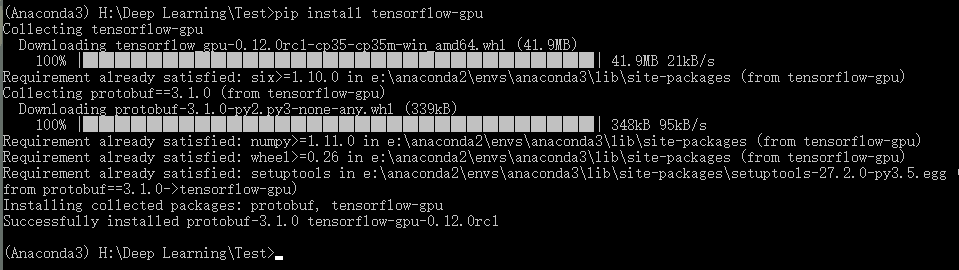 (Anaconda3) H:\Deep Learning\Test>pip install tensorflow-gpu
Collecting tensorflow-gpu
Downloading tensorflow_gpu-0.12.0rc1-cp35-cp35m-win_amd64.whl (41.9MB)
100% |████████████████████████████████| 41.9MB 21kB/s
Requirement already satisfied: six>=1.10.0 in e:\anaconda2\envs\anaconda3\lib\site-packages (from tensorflow-gpu)
Collecting protobuf==3.1.0 (from tensorflow-gpu)
Downloading protobuf-3.1.0-py2.py3-none-any.whl (339kB)
100% |████████████████████████████████| 348kB 95kB/s
Requirement already satisfied: numpy>=1.11.0 in e:\anaconda2\envs\anaconda3\lib\site-packages (from tensorflow-gpu)
Requirement already satisfied: wheel>=0.26 in e:\anaconda2\envs\anaconda3\lib\site-packages (from tensorflow-gpu)
Requirement already satisfied: setuptools in e:\anaconda2\envs\anaconda3\lib\site-packages\setuptools-27.2.0-py3.5.egg (
from protobuf==3.1.0->tensorflow-gpu)
Installing collected packages: protobuf, tensorflow-gpu
Successfully installed protobuf-3.1.0 tensorflow-gpu-0.12.0rc1
(Anaconda3) H:\Deep Learning\Test>